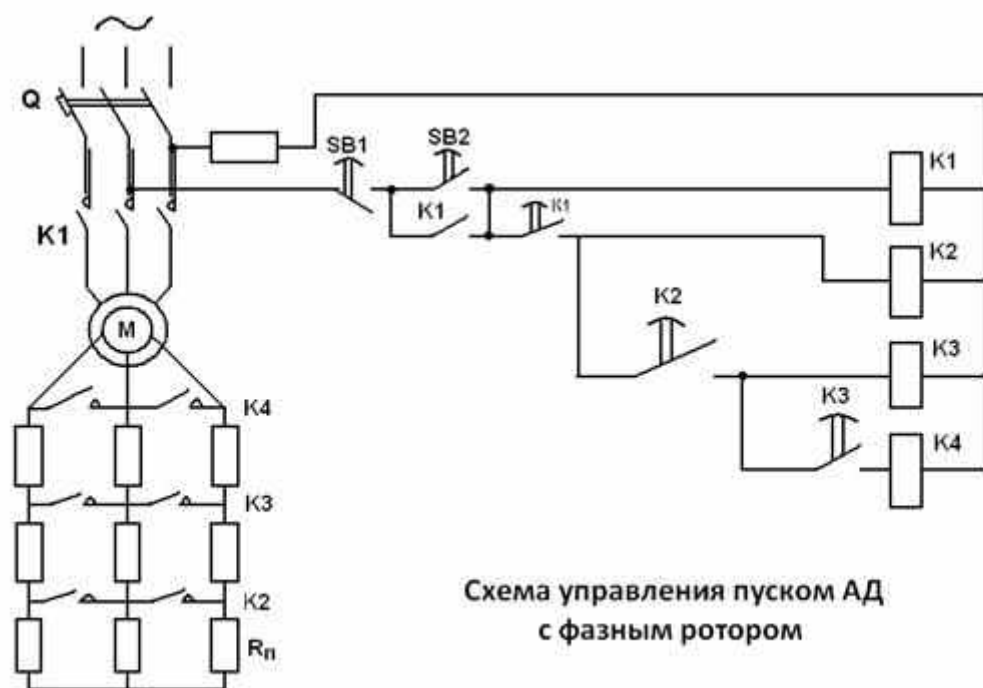 Q
SB1
SB2
K1
K1
K1
K1
K2
K2
M
K3
K4
K3
K4
K3
K2
Rп
Схема управления пуском АД
с фазным ротором